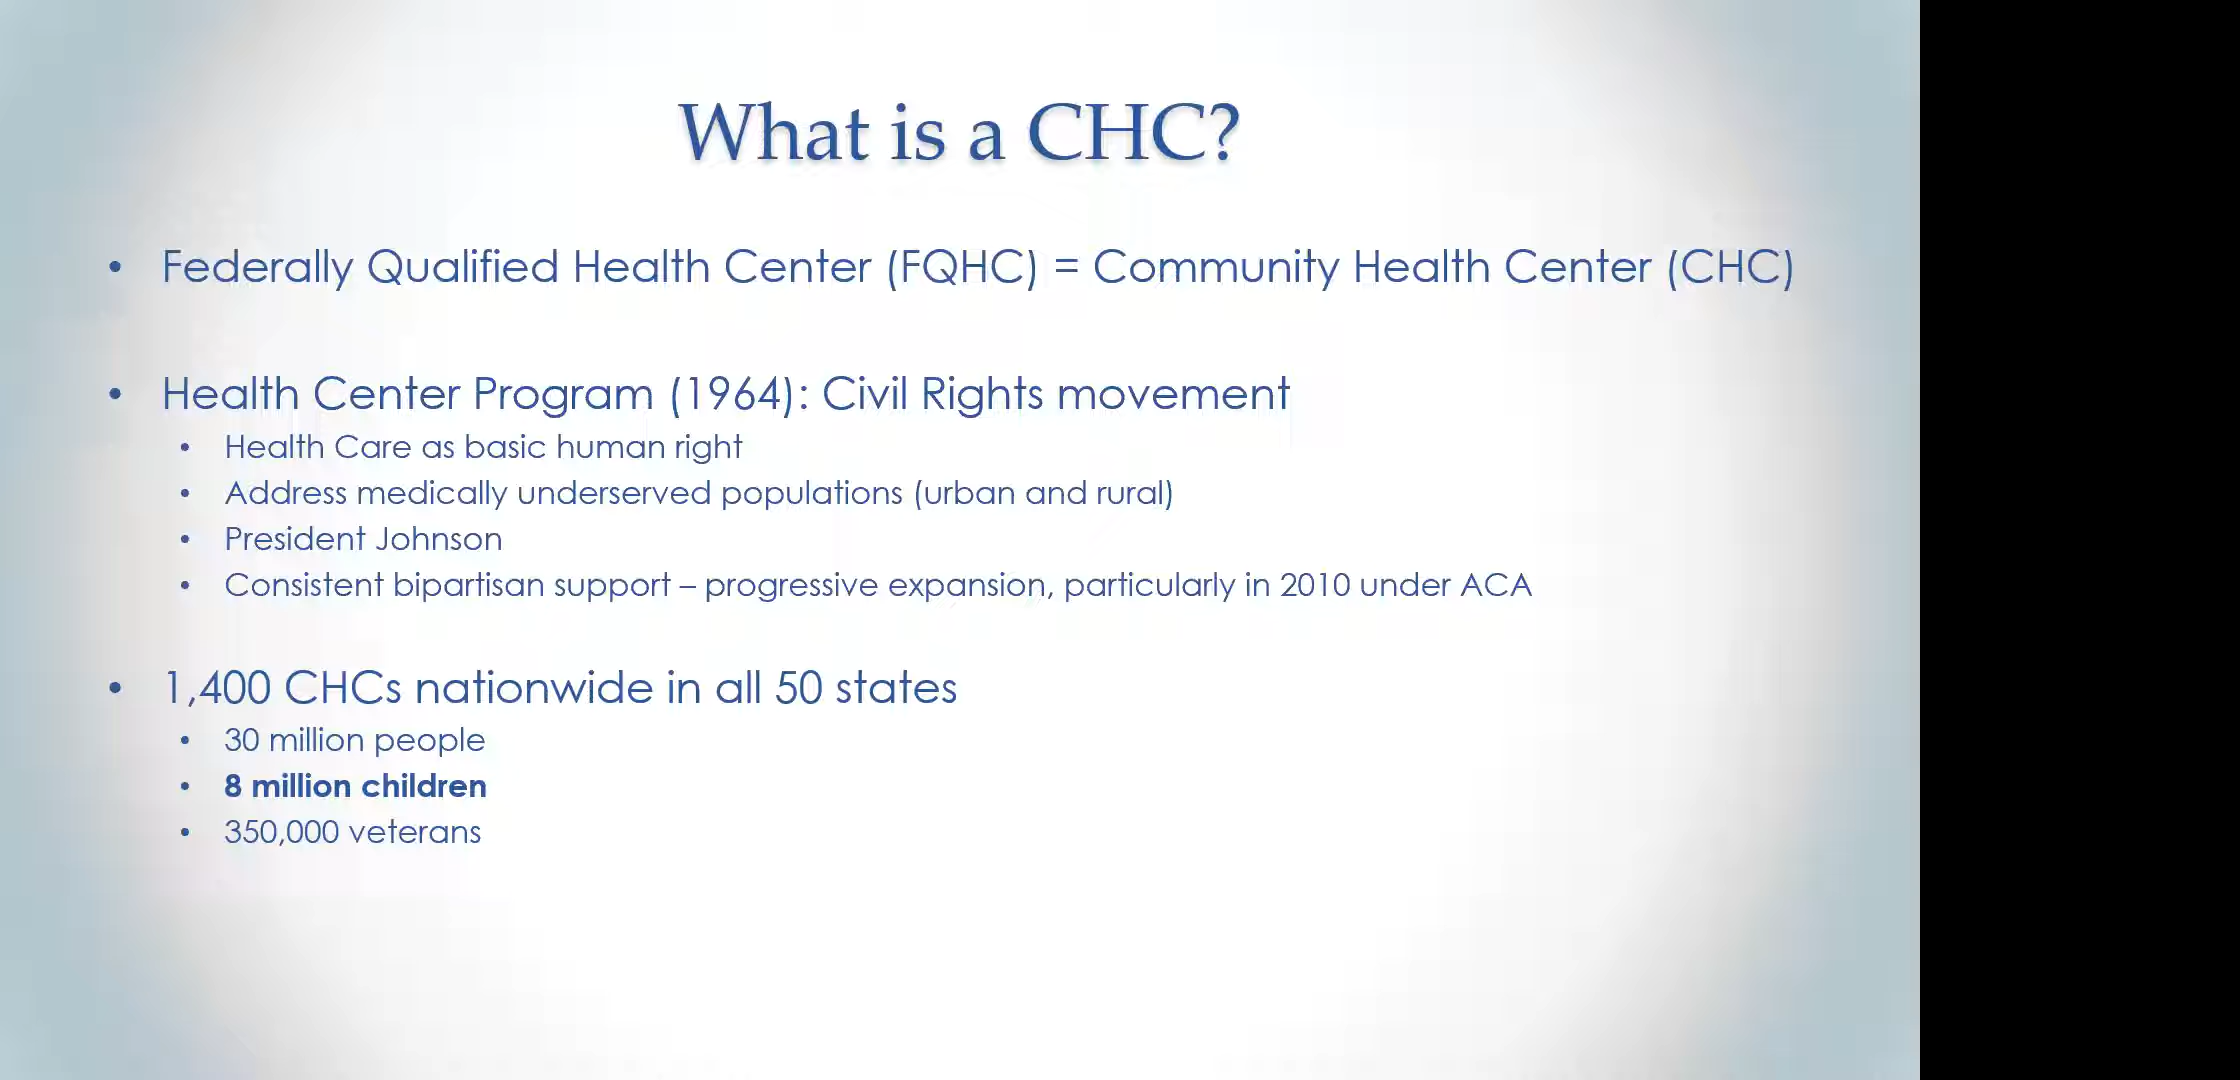 What is a CHC?
• Federally Qualified Health Center (FQHC) = Community Health Center (CHC)
• Health Center Program (1964): Civil Rights movement
• Health Care as basic human right
• Address medically underserved populations (urban and rural)
• President Johnson
• Consistent bipartisan support – progressive expansion, particularly in 2010 under ACA
• 1,400 CHCs nationwide in all 50 states
• 30 million people
• 8 million children
• 350,000 veterans